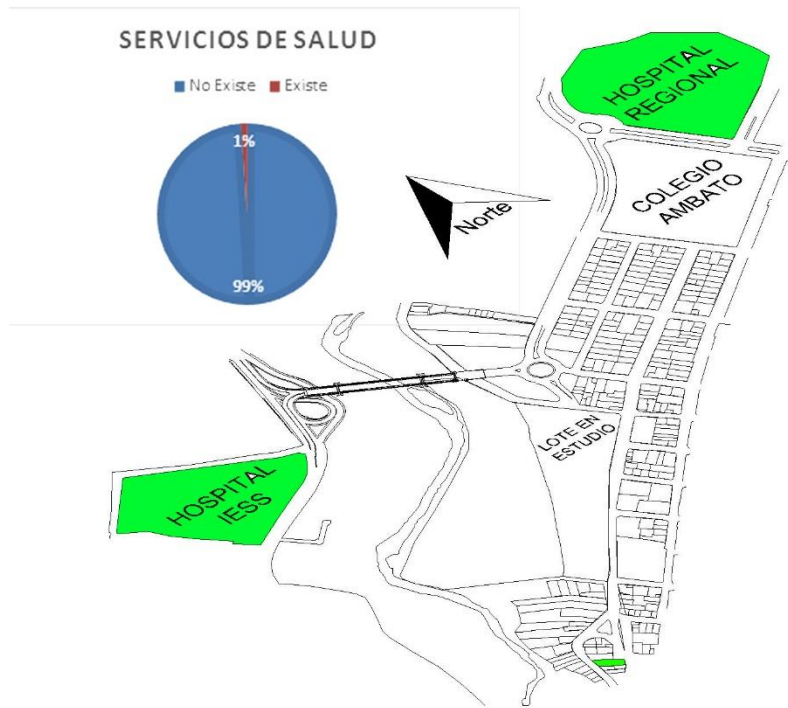 SERVICIOS DE SALUD
No Existe Existe
1%
99%
Norte
HOSPITAL
REGIONAL
COLEGIO
AMBATO
LOTE EN
ESTUDIO
HOSPITAL
IESS